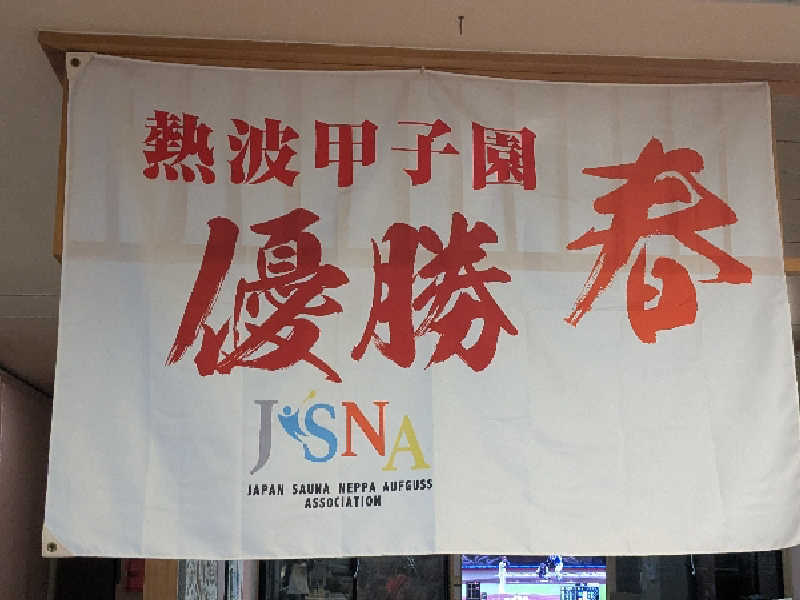 熱波甲子園
優勝
春
JSNA
JAPAN SAUNA NEPPA AUFGUSS
ASSOCIATION